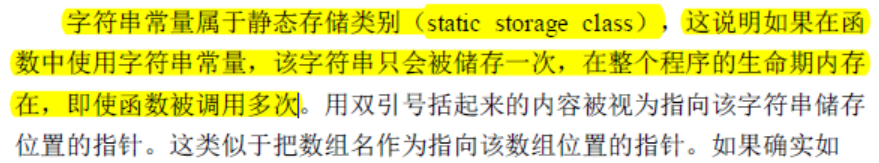 字符串常量属于静态存储类别（static storage class），这说明如果在函
数中使用字符串常量，该字符串只会被储存一次，在整个程序的生命期内存
在，即使函数被调用多次。用双引号括起来的内容被视为指向该字符串储存
位置的指针。这类似于把数组名作为指向该数组位置的指针。如果确实如